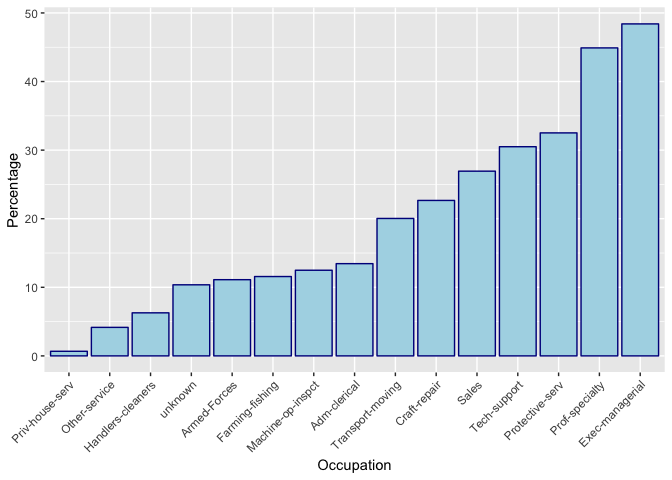 50
40
30
20
10
0
Percentage
Priv-house-serv
Other-service
Handlers-cleaners
unknown
Armed-Forces
Farming-fishing
Machine-op-inspct
Adm-clerical
Transport-moving
Craft-repair
Sales
Tech-support
Protective-serv
Prof-specialty
Exec-managerial
Occupation